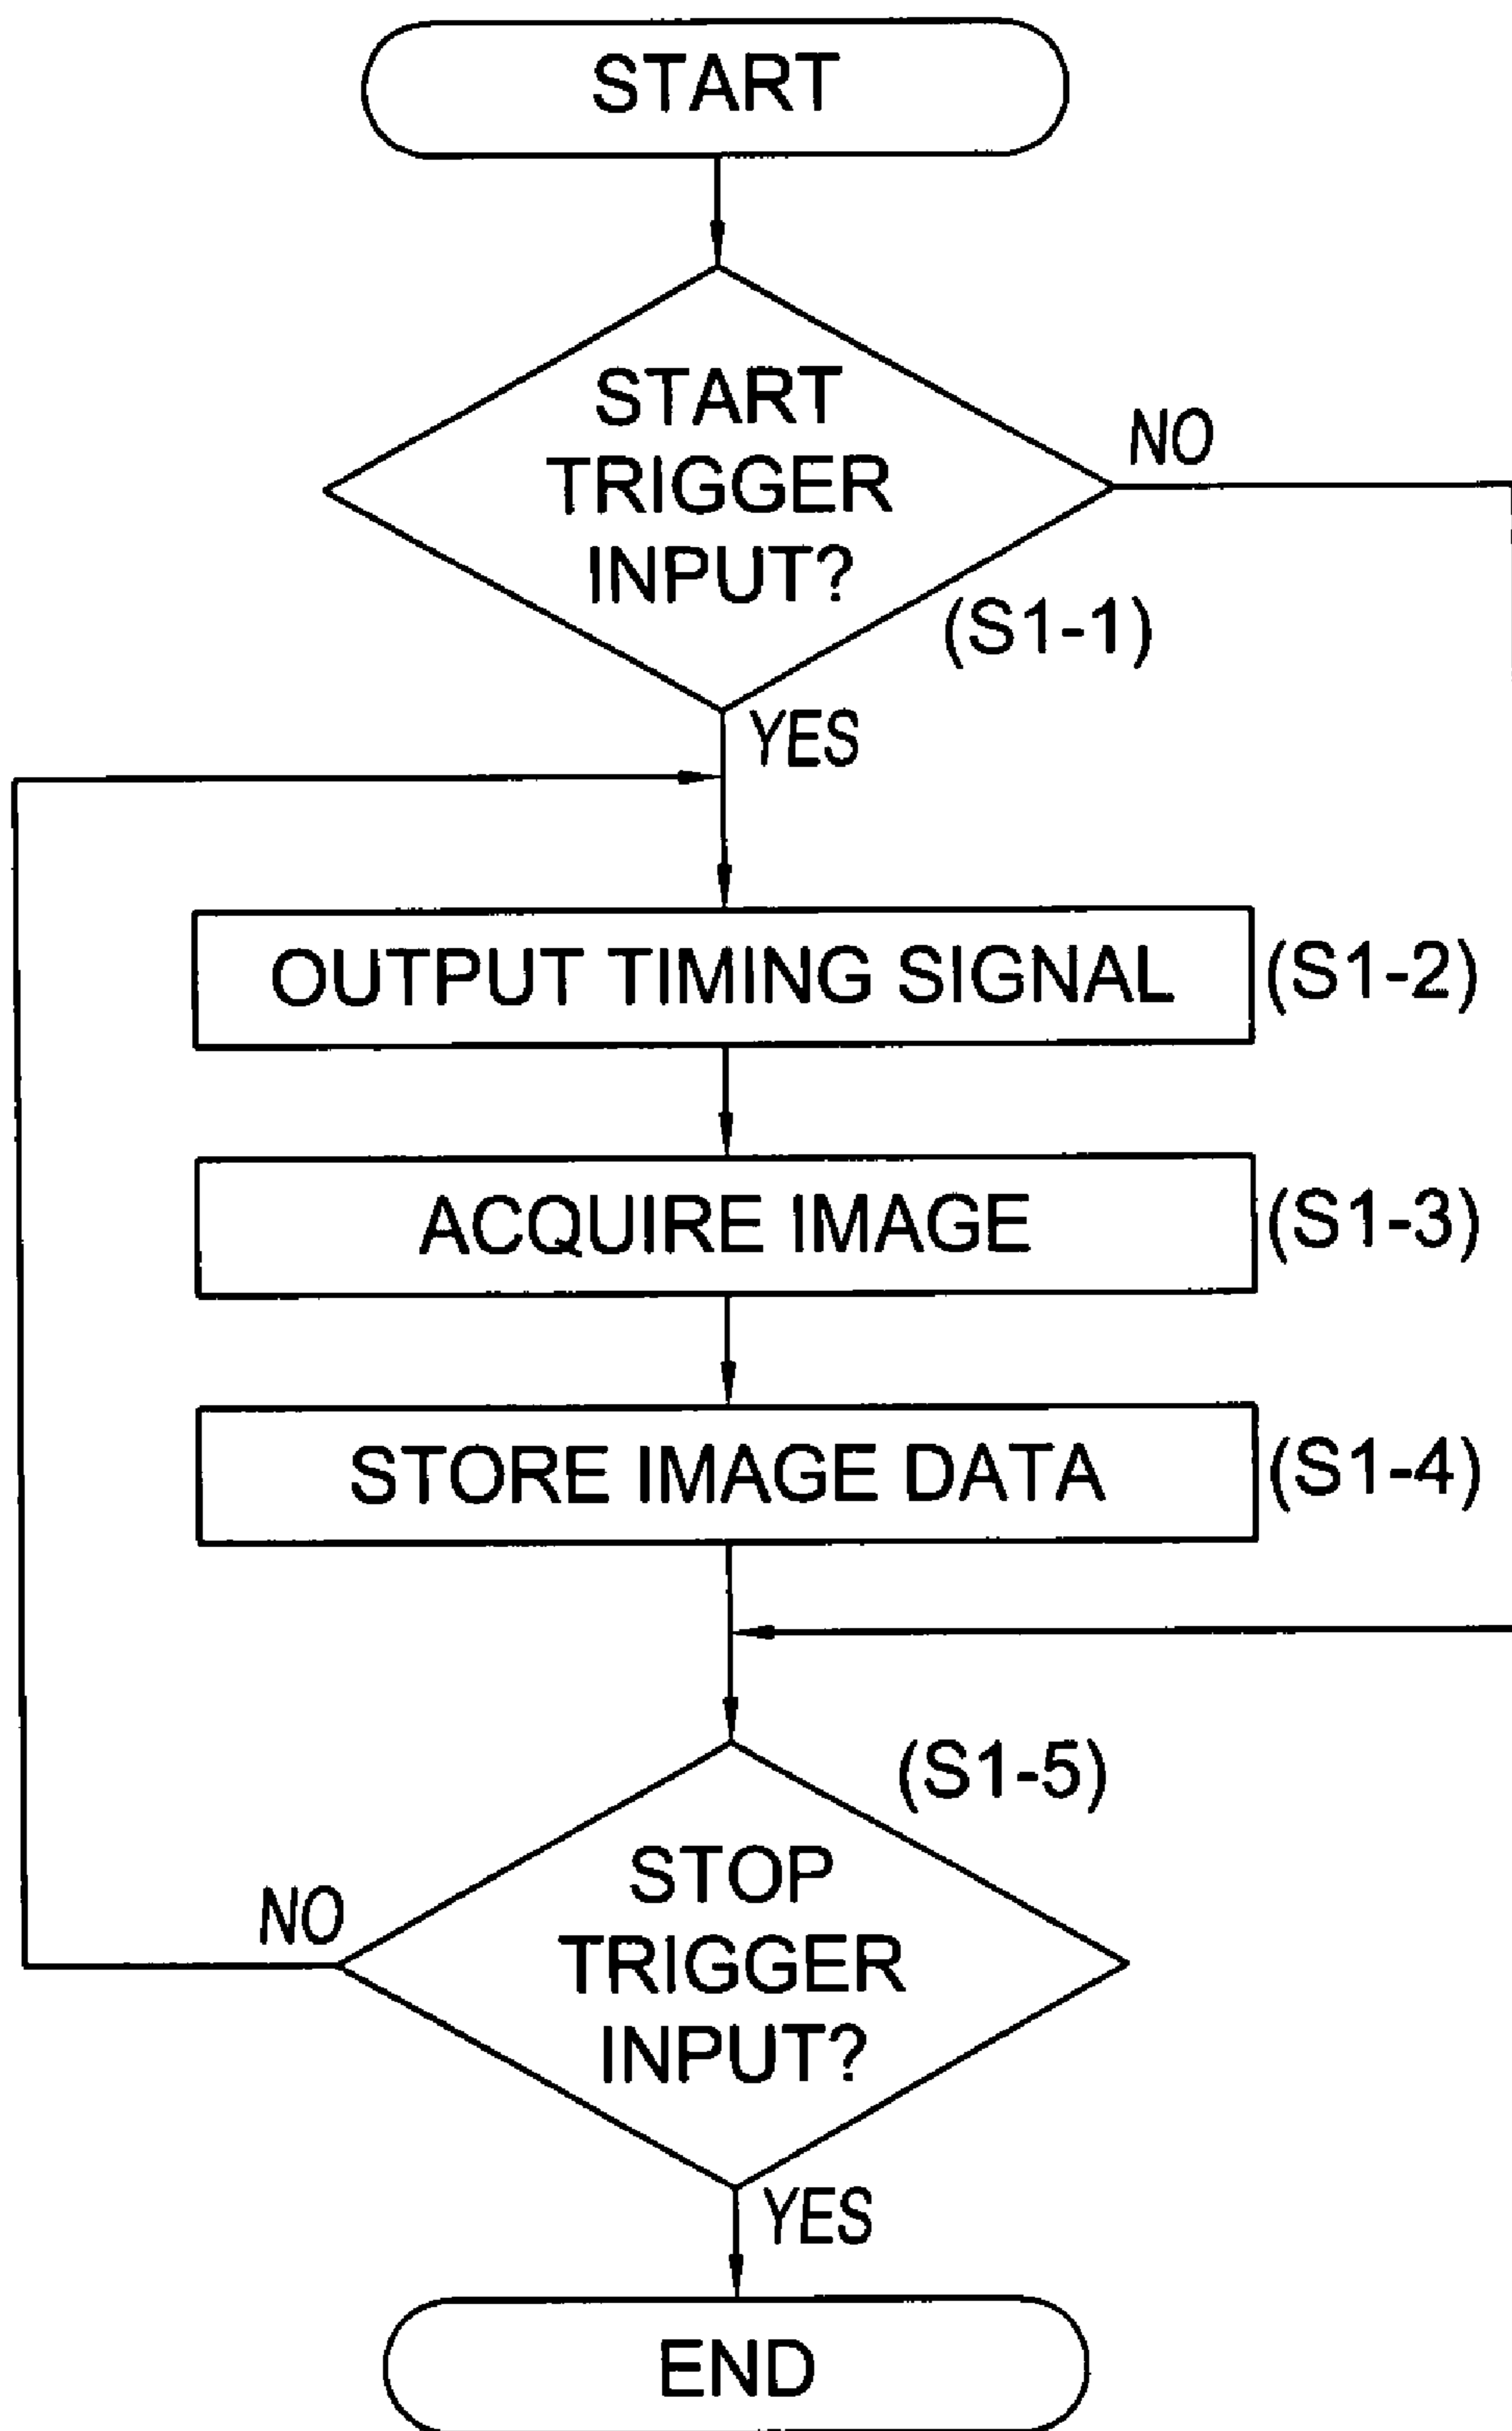 START
START
TRIGGER
INPUT?
NO
(S1-1)
YES
OUTPUT TIMING SIGNAL
(S1-2)
ACQUIRE IMAGE
(S1-3)
STORE IMAGE DATA
(S1-4)
(S1-5)
STOP
TRIGGER
INPUT?
NO
YES
END